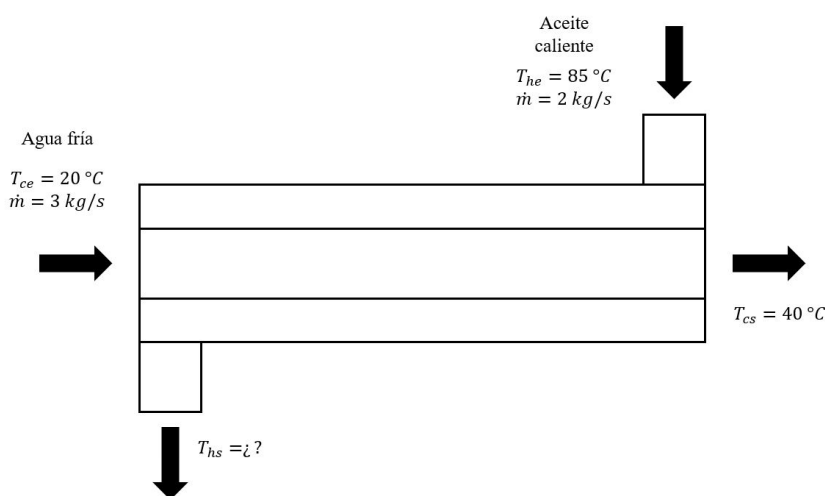 Aceite
caliente
T_he = 85 °C
ṁ = 2 kg/s
Agua fría
T_ce = 20 °C
ṁ = 3 kg/s
T_cs = 40 °C
T_hs =¿?